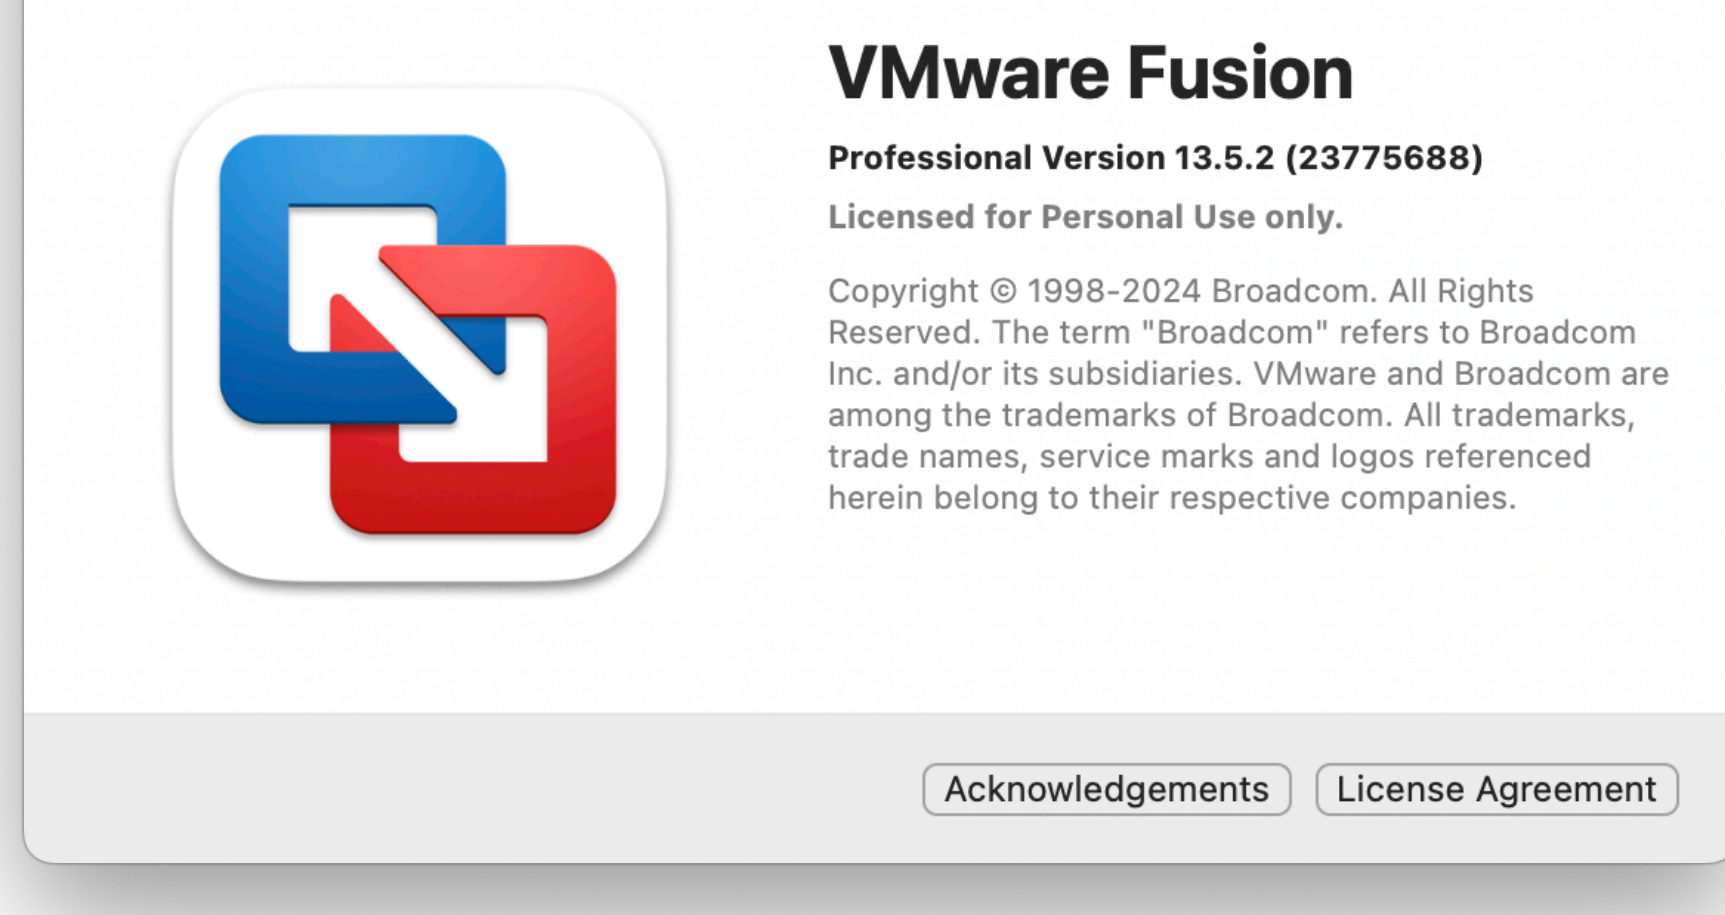 VMware Fusion
Professional Version 13.5.2 (23775688)
Licensed for Personal Use only.
Copyright © 1998-2024 Broadcom. All Rights
Reserved. The term "Broadcom" refers to Broadcom
Inc. and/or its subsidiaries. VMware and Broadcom are
among the trademarks of Broadcom. All trademarks,
trade names, service marks and logos referenced
herein belong to their respective companies.
Acknowledgements
License Agreement